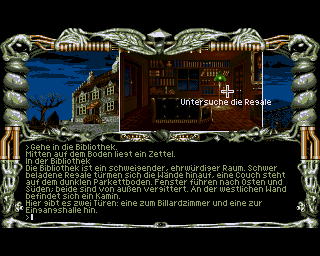 Untersuche die Regale
>Gehe in die Bibliothek.
Mitten auf dem Boden liegt ein Zettel.
In der Bibliothek
Die Bibliothek ist ein schweisender, ehrwürdiger Raum. Schwer
beladene Regale türmen sich die Wände hinauf, eine Couch steht
auf dem dunklen Parkettboden. Fenster führen nach Osten und
Süden; beide sind von außen vergittert. An der westlichen Wand
befindet sich ein Kamin.
Hier gibt es zwei Türen: eine zum Billardzimmer und eine zur
Eingangshalle hin.
>